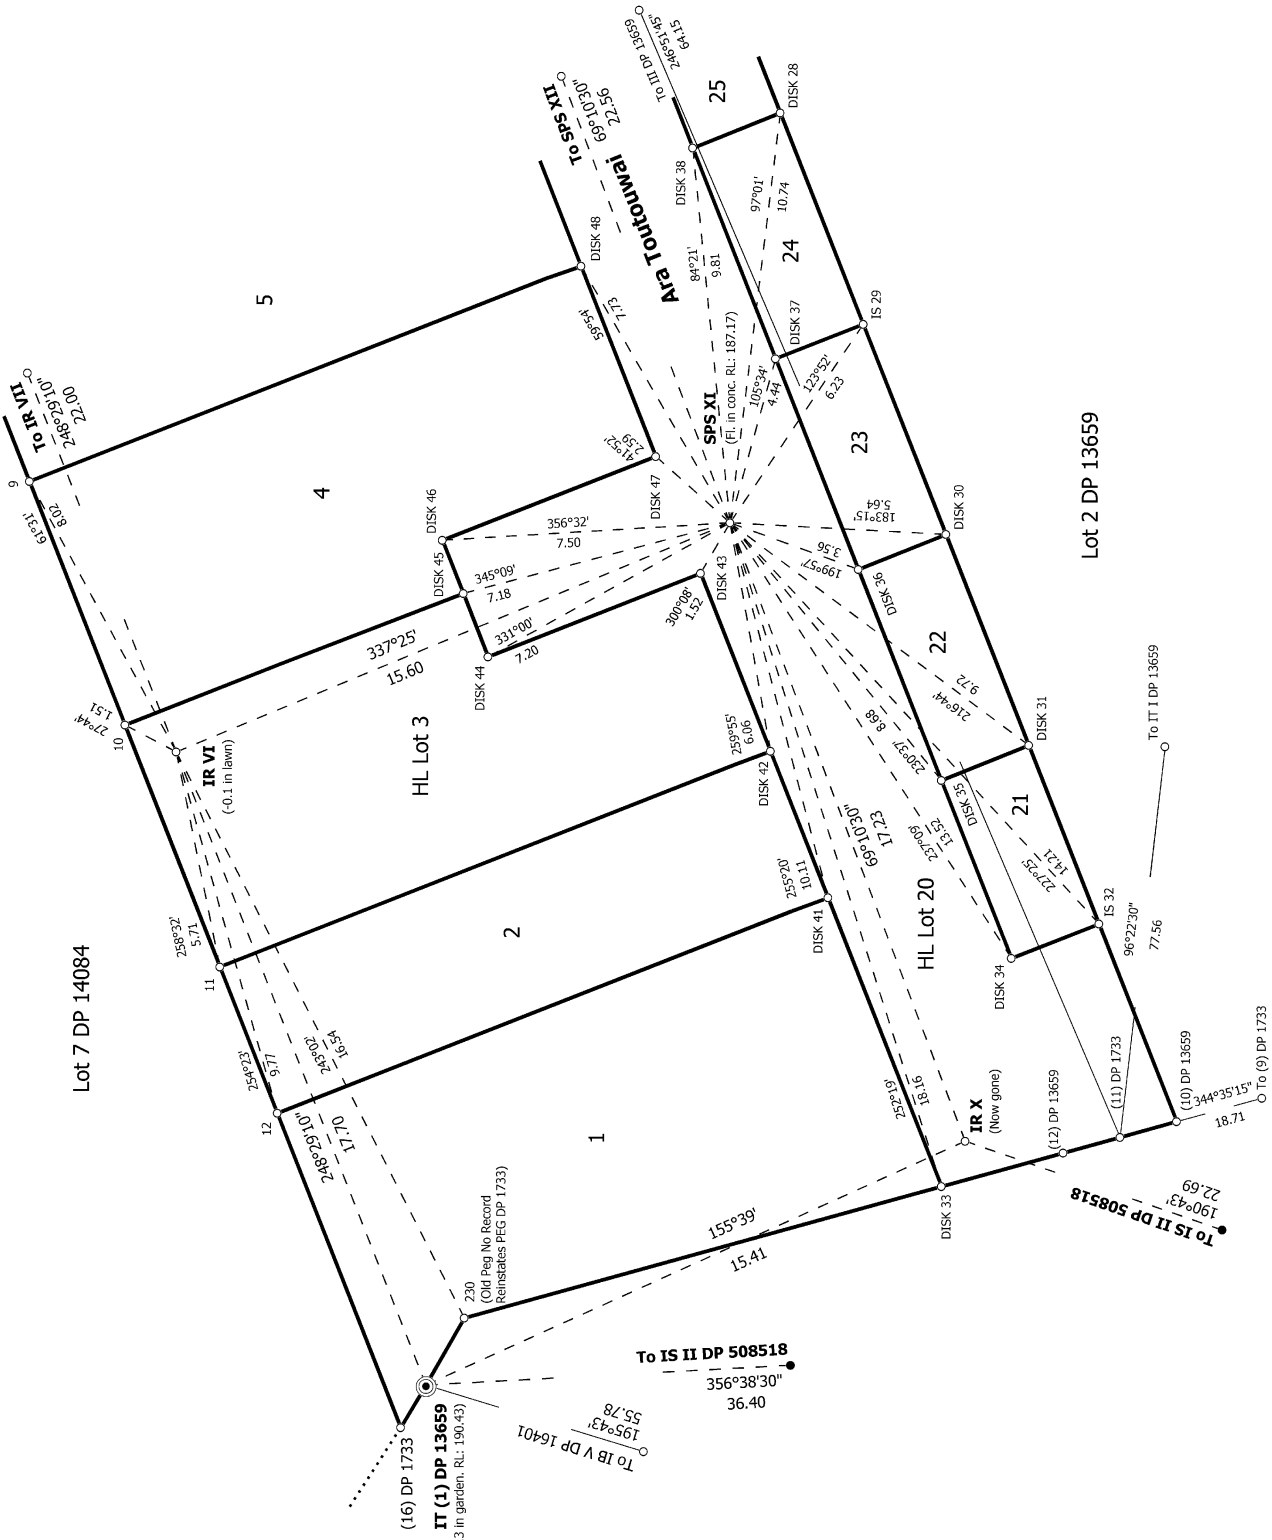 To III DP 13659
246°51'45"
64.15
25
DISK 28
To SPS XII
69°10'30"
22.56
Ara Toutouwai
DISK 38
97°01'
10.74
84°21'
9.81
24
DISK 48
59°54'
7.73
5
To IR VII
248°29'10"
22.00
9
61°31'
8.02
4
DISK 37
IS 29
105°34'
4.44
123°52'
6.23
SPS XI
(Fl. in conc. RL: 187.17)
41°52'
2.59
DISK 47
DISK 46
DISK 45
356°32'
7.50
345°09'
7.18
331°00'
7.20
DISK 44
337°25'
15.60
23
Lot 2 DP 13659
183°15'
5.64
DISK 30
199°57'
3.56
DISK 36
DISK 43
300°08'
1.52
10
27°44'
1.51
IR VI
(-0.1 in lawn)
HL Lot 3
22
216°44'
9.72
DISK 31
230°37'
8.68
DISK 35
259°55'
6.06
DISK 42
To IT I DP 13659
21
237°09'
13.52
69°10'30"
17.23
227°25'
14.21
IS 32
96°22'30"
77.56
HL Lot 20
DISK 34
255°20'
10.11
DISK 41
2
258°32'
5.71
11
Lot 7 DP 14084
254°23'
9.77
12
243°02'
16.54
248°29'10"
17.70
1
252°19'
18.16
IR X
(Now gone)
(12) DP 13659
(11) DP 1733
(10) DP 13659
344°35'15"
18.71
To (9) DP 1733
DISK 33
To IS II DP 508518
190°43'
22.69
155°39'
15.41
230
(Old Peg No Record
Reinstates PEG DP 1733)
To IS II DP 508518
356°38'30"
36.40
To IB V DP 16401
195°43'
55.78
(16) DP 1733
IT (1) DP 13659
3 in garden. RL: 190.43)